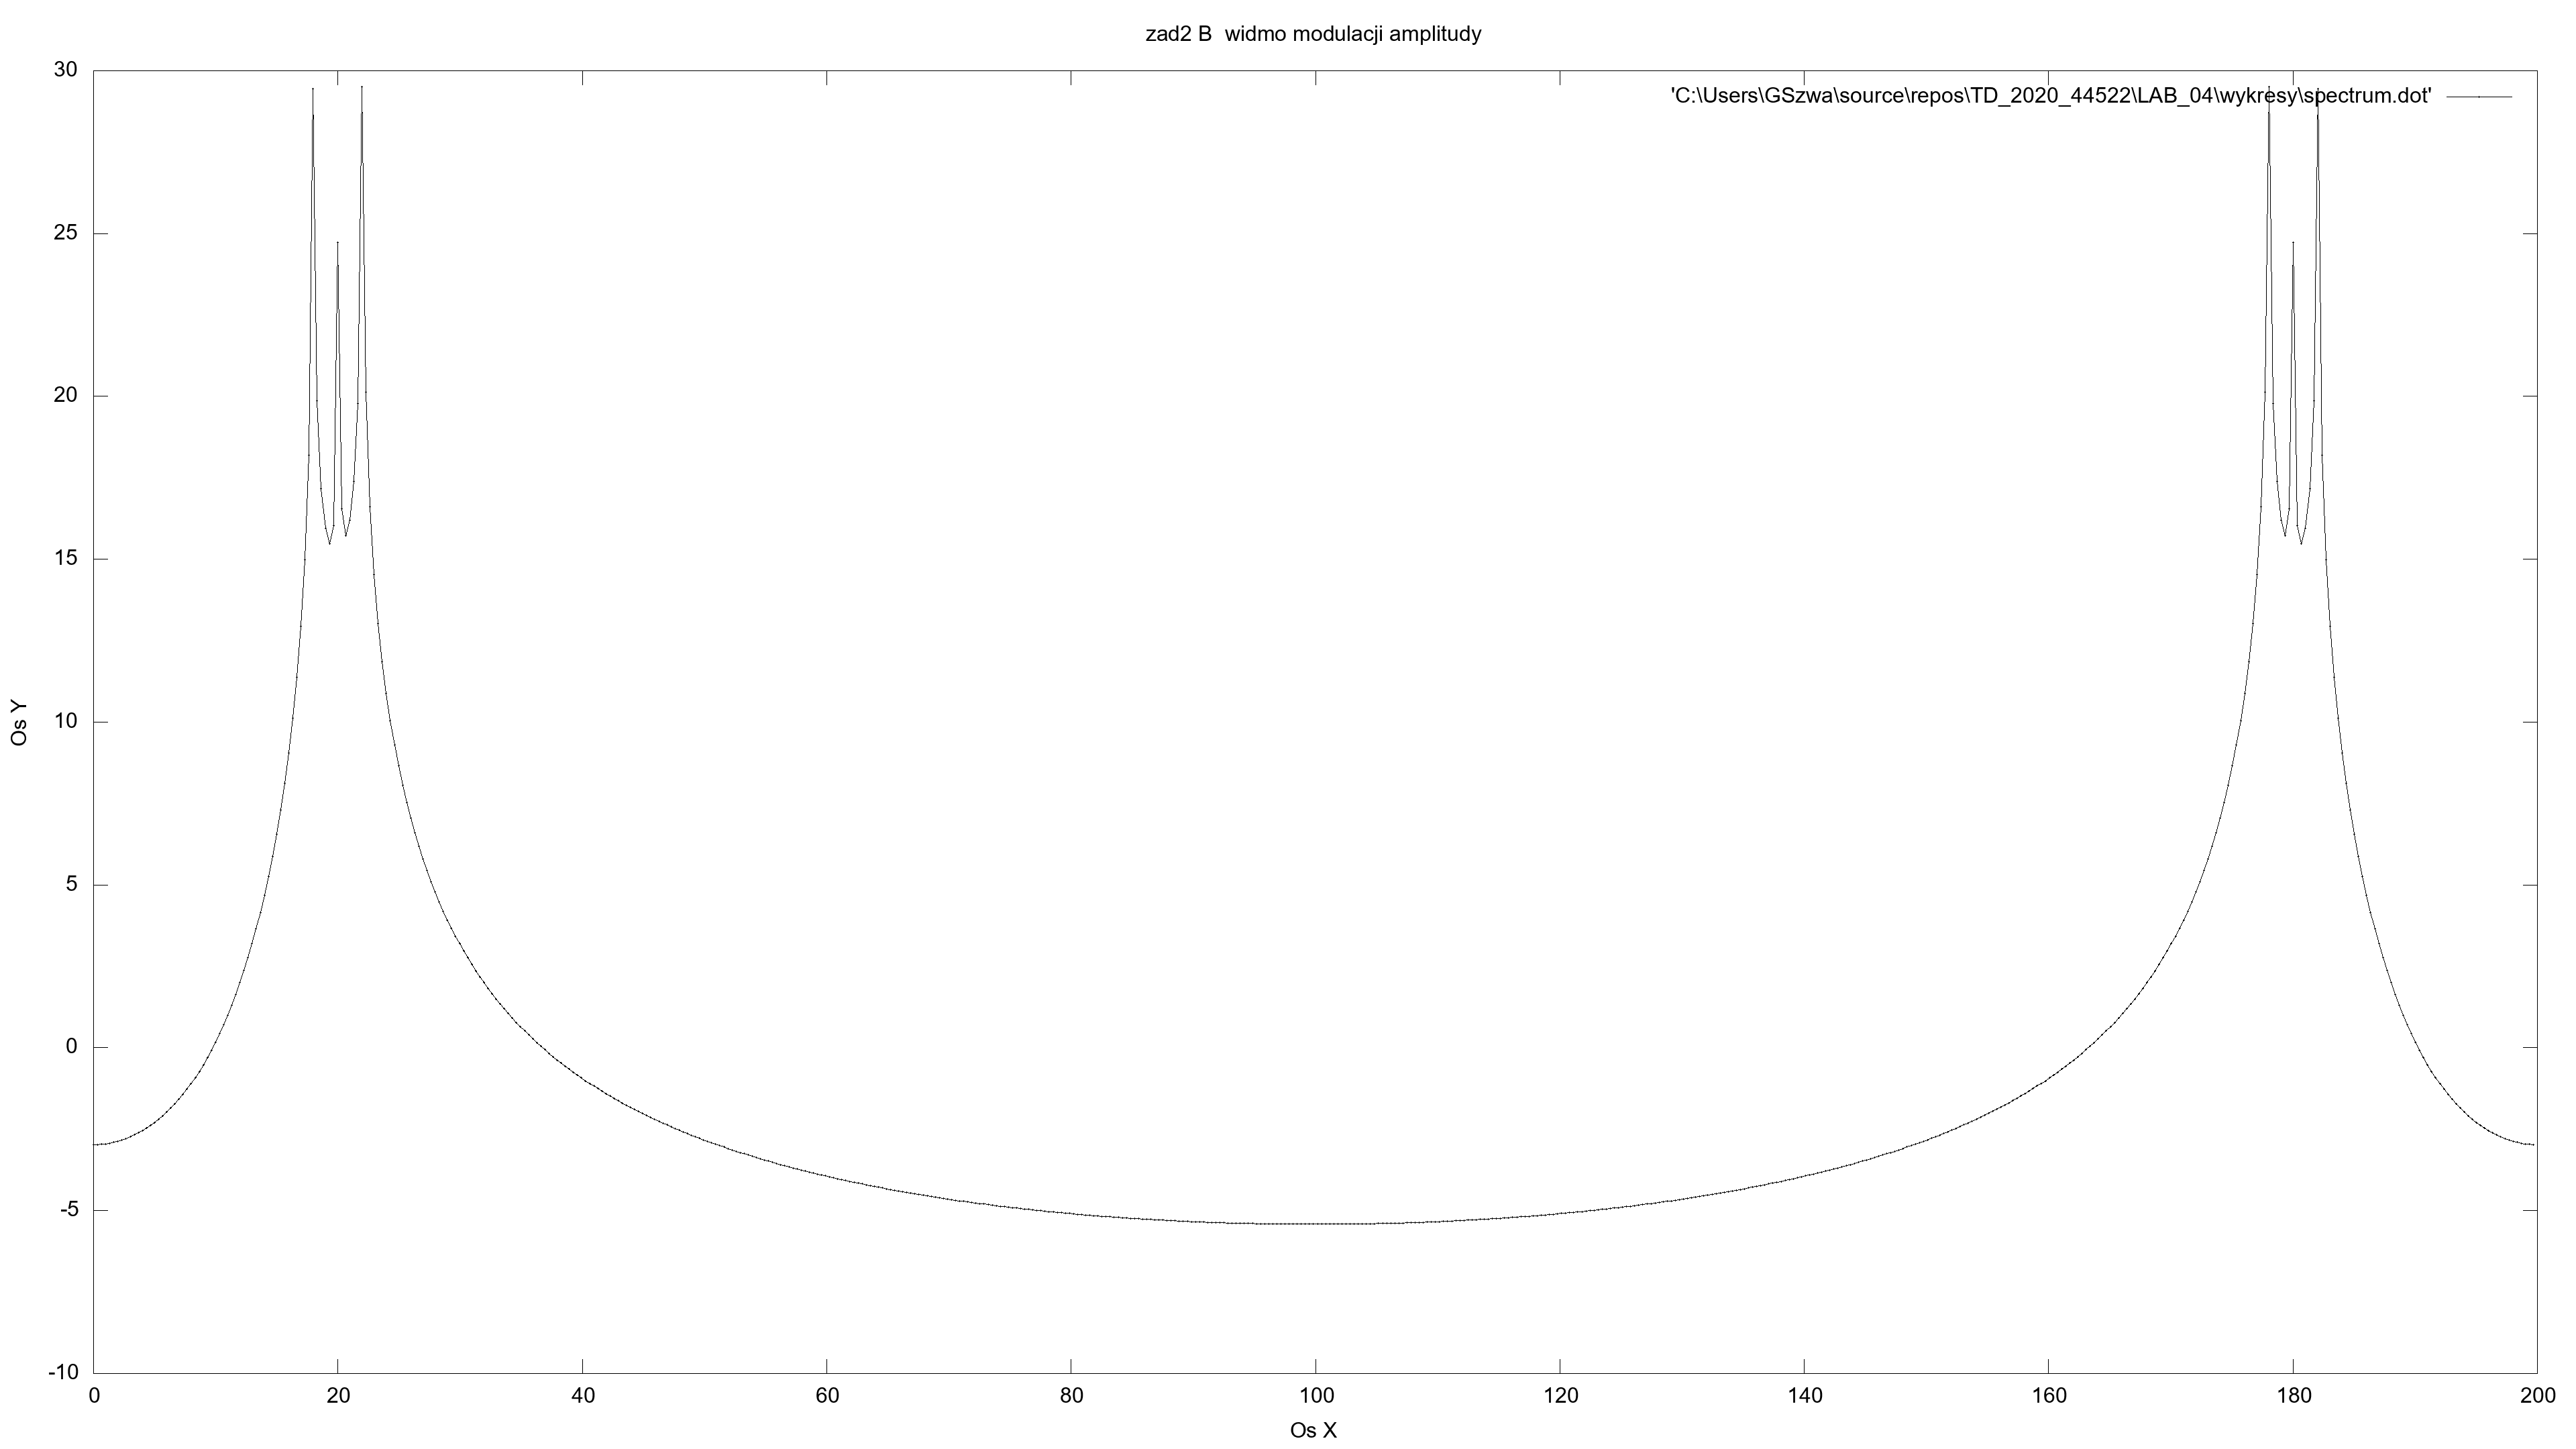 zad2 B  widmo modulacji amplitudy
'C:\Users\GSzwa\source\repos\TD_2020_44522\LAB_04\wykresy\spectrum.dot'
30
25
20
15
10
5
0
-5
-10
Os Y
0 20 40 60 80 100 120 140 160 180 200
Os X